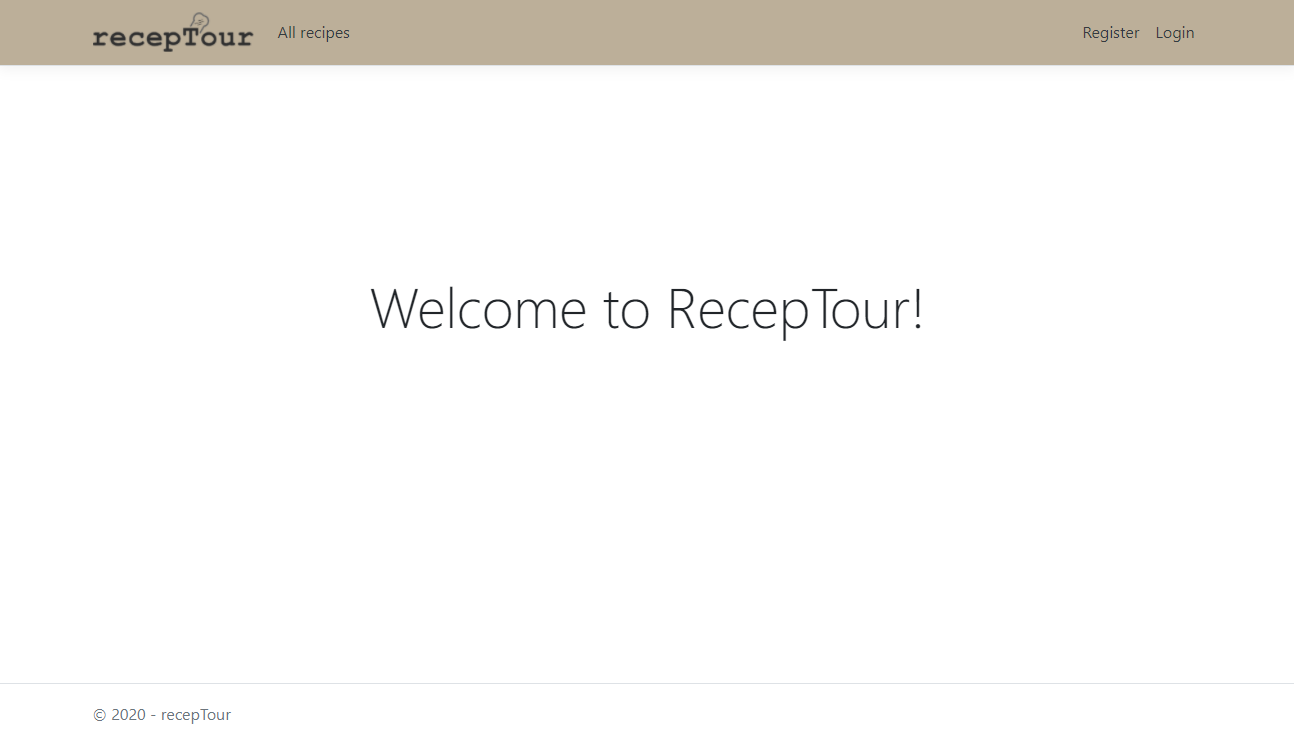 recepTour All recipes Register Login
Welcome to RecepTour!
© 2020 - recepTour